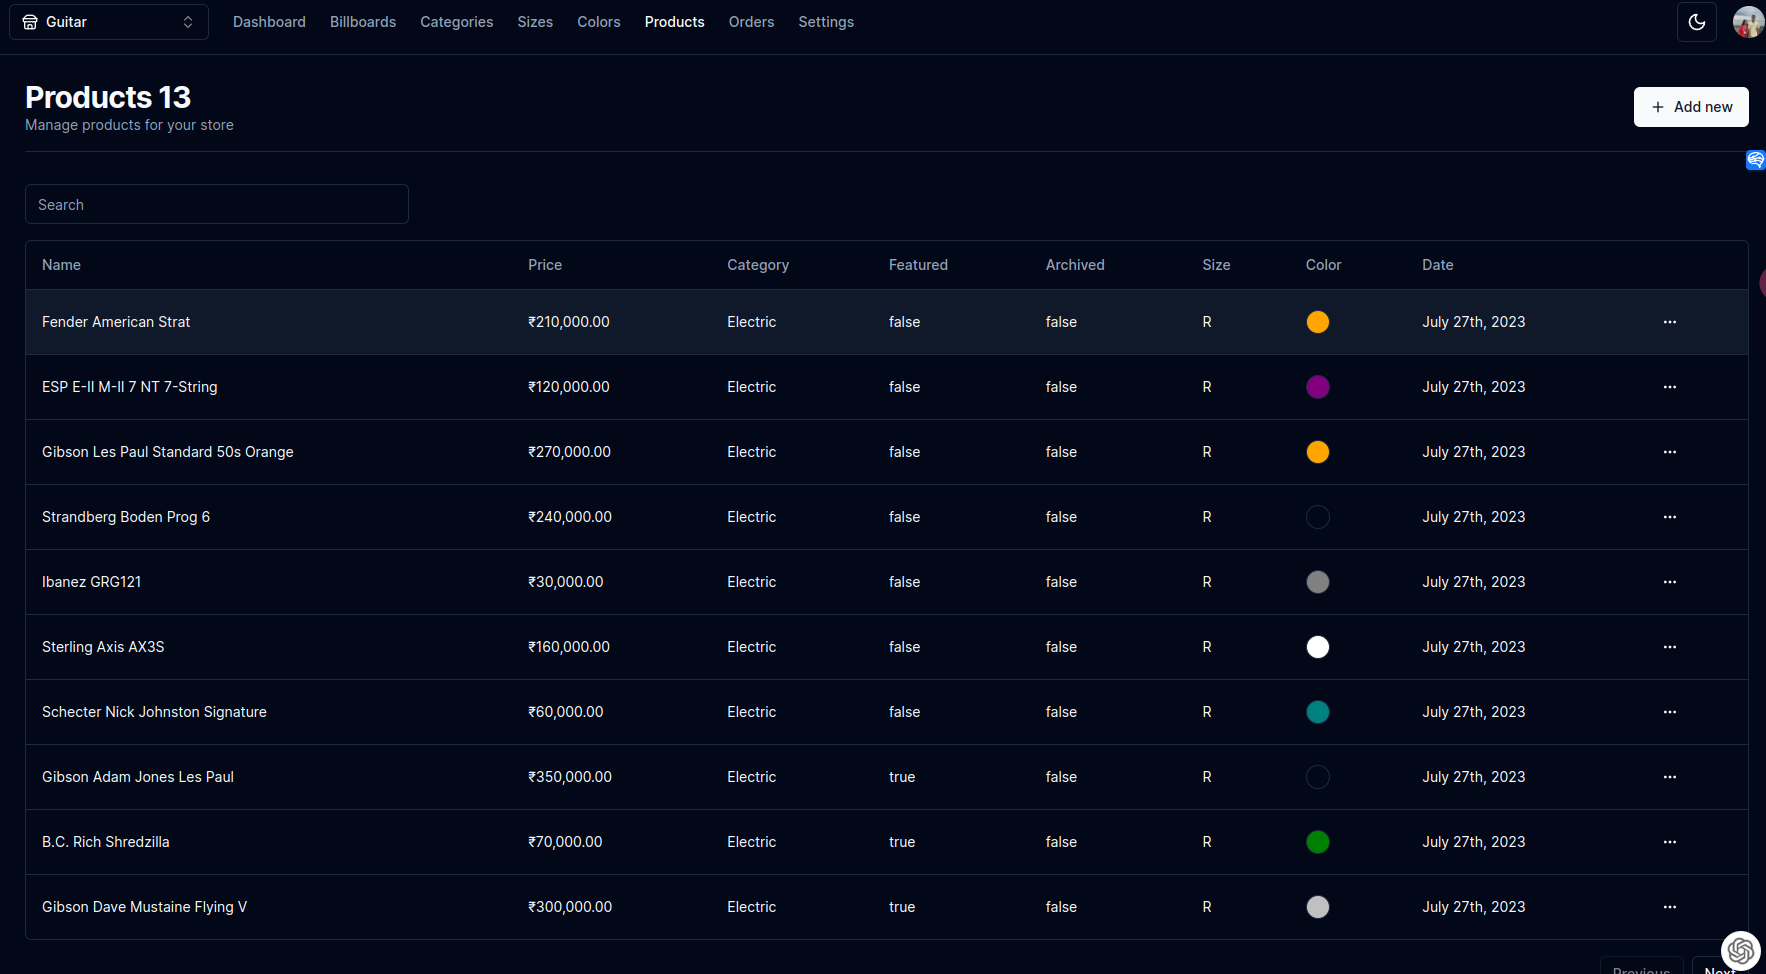 Guitar Dashboard Billboards Categories Sizes Colors Products Orders Settings
Products 13
Manage products for your store
+ Add new
Search
Name Price Category Featured Archived Size Color Date
Fender American Strat ₹210,000.00 Electric false false R July 27th, 2023 ...
ESP E-II M-II 7 NT 7-String ₹120,000.00 Electric false false R July 27th, 2023 ...
Gibson Les Paul Standard 50s Orange ₹270,000.00 Electric false false R July 27th, 2023 ...
Strandberg Boden Prog 6 ₹240,000.00 Electric false false R July 27th, 2023 ...
Ibanez GRG121 ₹30,000.00 Electric false false R July 27th, 2023 ...
Sterling Axis AX3S ₹160,000.00 Electric false false R July 27th, 2023 ...
Schecter Nick Johnston Signature ₹60,000.00 Electric false false R July 27th, 2023 ...
Gibson Adam Jones Les Paul ₹350,000.00 Electric true false R July 27th, 2023 ...
B.C. Rich Shredzilla ₹70,000.00 Electric true false R July 27th, 2023 ...
Gibson Dave Mustaine Flying V ₹300,000.00 Electric true false R July 27th, 2023 ...
Previous Next